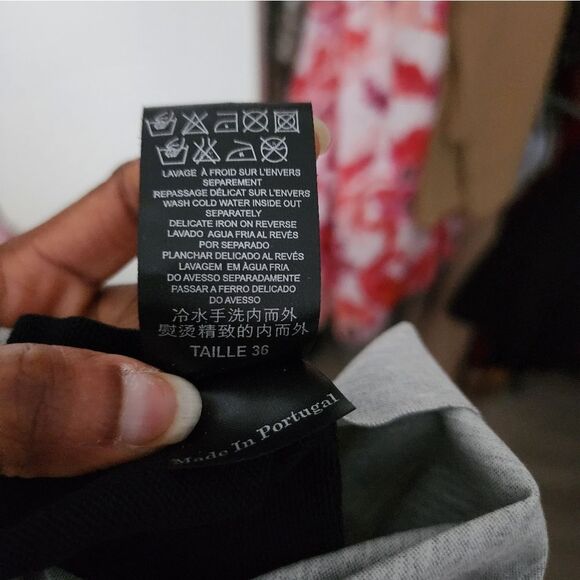 LAVAGE À FROID SUR L'ENVERS
SEPAREMENT
REPASSAGE DÉLICAT SUR L'ENVERS
WASH COLD WATER INSIDE OUT
SEPARATELY
DELICATE IRON ON REVERSE
LAVADO AGUA FRIA AL REVÉS
POR SEPARADO
PLANCHAR DELICADO AL REVÉS
LAVAGEM EM ÀGUA FRIA
DO AVESSO SEPARADAMENTE
PASSAR A FERRO DELICADO
DO AVESSO
冷水手洗内而外
熨烫精致的内而外
TAILLE 36
Made In Portugal